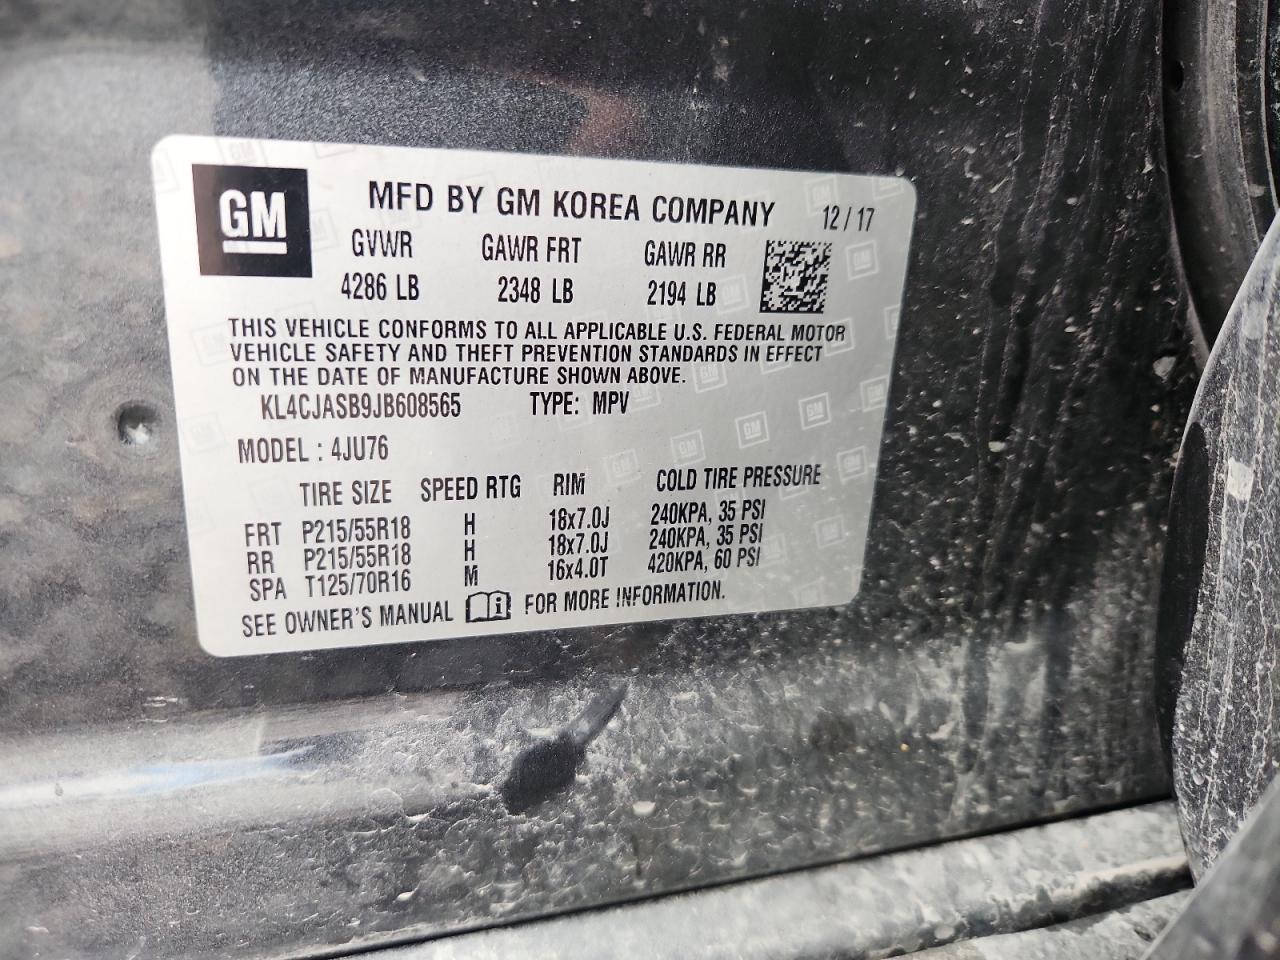 GM
MFD BY GM KOREA COMPANY 12/17
GVWR GAWR FRT GAWR RR
4286 LB 2348 LB 2194 LB
THIS VEHICLE CONFORMS TO ALL APPLICABLE U.S. FEDERAL MOTOR
VEHICLE SAFETY AND THEFT PREVENTION STANDARDS IN EFFECT
ON THE DATE OF MANUFACTURE SHOWN ABOVE.
KL4CJASB9JB608565 TYPE: MPV
MODEL : 4JU76
TIRE SIZE SPEED RTG RIM COLD TIRE PRESSURE
FRT P215/55R18 H 18x7.0J 240KPA, 35 PSI
RR P215/55R18 H 18x7.0J 240KPA, 35 PSI
SPA T125/70R16 M 16x4.0T 420KPA, 60 PSI
SEE OWNER'S MANUAL FOR MORE INFORMATION.